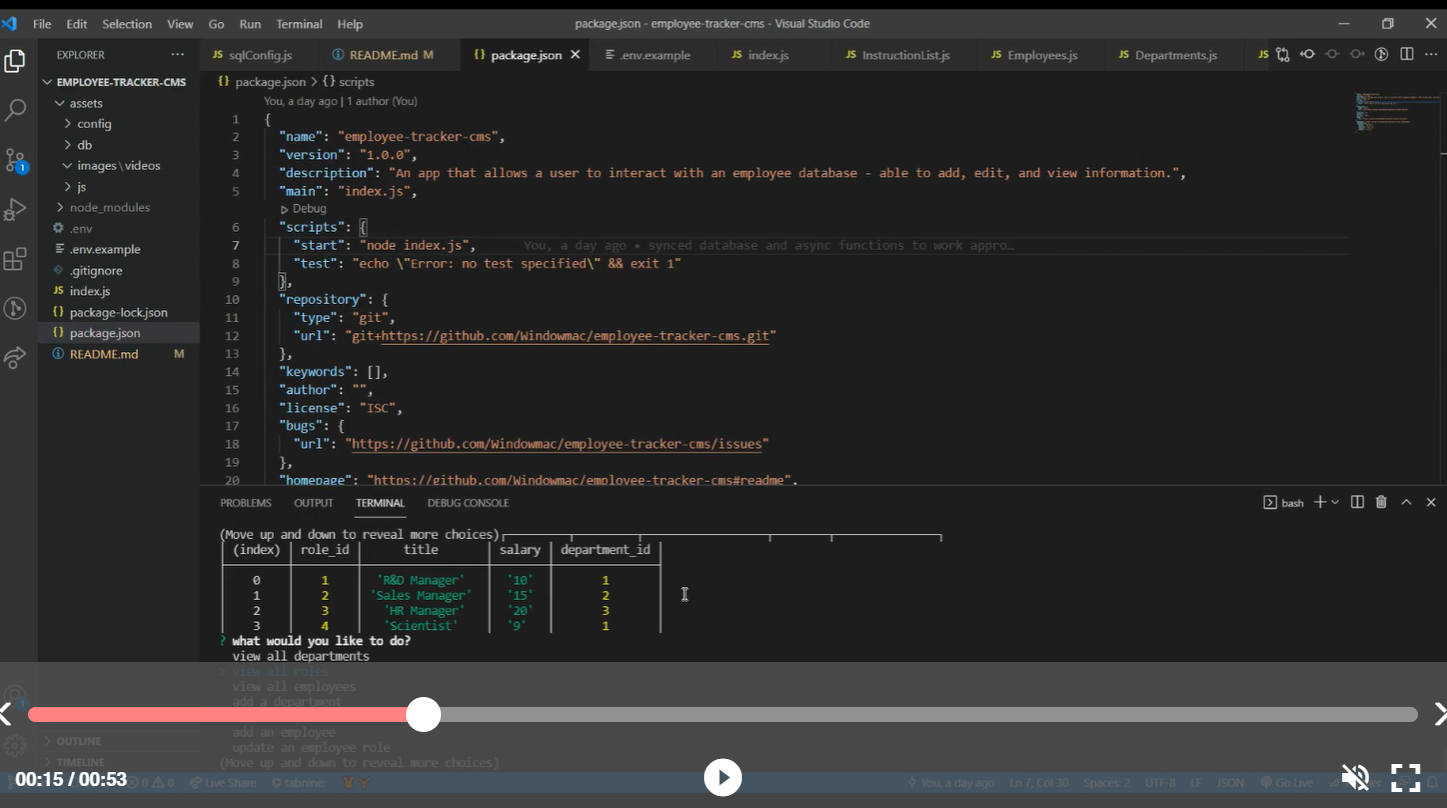 File Edit Selection View Go Run Terminal Help package.json - employee-tracker-cms - Visual Studio Code
EXPLORER
sqlConfig.js README.md M package.json .env.example index.js InstructionList.js Employees.js Departments.js JS
EMPLOYEE-TRACKER-CMS
assets
config
db
images\videos
js
node_modules
.env
.env.example
.gitignore
JS index.js
{} package-lock.json
{} package.json
README.md M
1
OUTLINE
TIMELINE
{} package.json > {} scripts
You, a day ago | 1 author (You)
1 {
2 "name": "employee-tracker-cms",
3 "version": "1.0.0",
4 "description": "An app that allows a user to interact with an employee database - able to add, edit, and view information.",
5 "main": "index.js",
Debug
6 "scripts": {
7 "start": "node index.js", You, a day ago • synced database and async functions to work appro…
8 "test": "echo \"Error: no test specified\" && exit 1"
9 },
10 "repository": {
11 "type": "git",
12 "url": "git+https://github.com/Windowmac/employee-tracker-cms.git"
13 },
14 "keywords": [],
15 "author": "",
16 "license": "ISC",
17 "bugs": {
18 "url": "https://github.com/Windowmac/employee-tracker-cms/issues"
19 },
20 "homepage": "https://github.com/Windowmac/employee-tracker-cms#readme",
PROBLEMS OUTPUT TERMINAL DEBUG CONSOLE bash
(Move up and down to reveal more choices)
(index) role_id title salary department_id
0 1 'R&D Manager' '10' 1
1 2 'Sales Manager' '15' 2
2 3 'HR Manager' '20' 3
3 4 'Scientist' '9' 1
? what would you like to do?
view all departments
> view all roles
view all employees
add a department
add an employee
update an employee role
(Move up and down to reveal more choices)
00:15 / 00:53
0 0 Live Share tabnine: You, a day ago Ln 7, Col 30 Spaces: 2 UTF-8 LF JSON Go Live